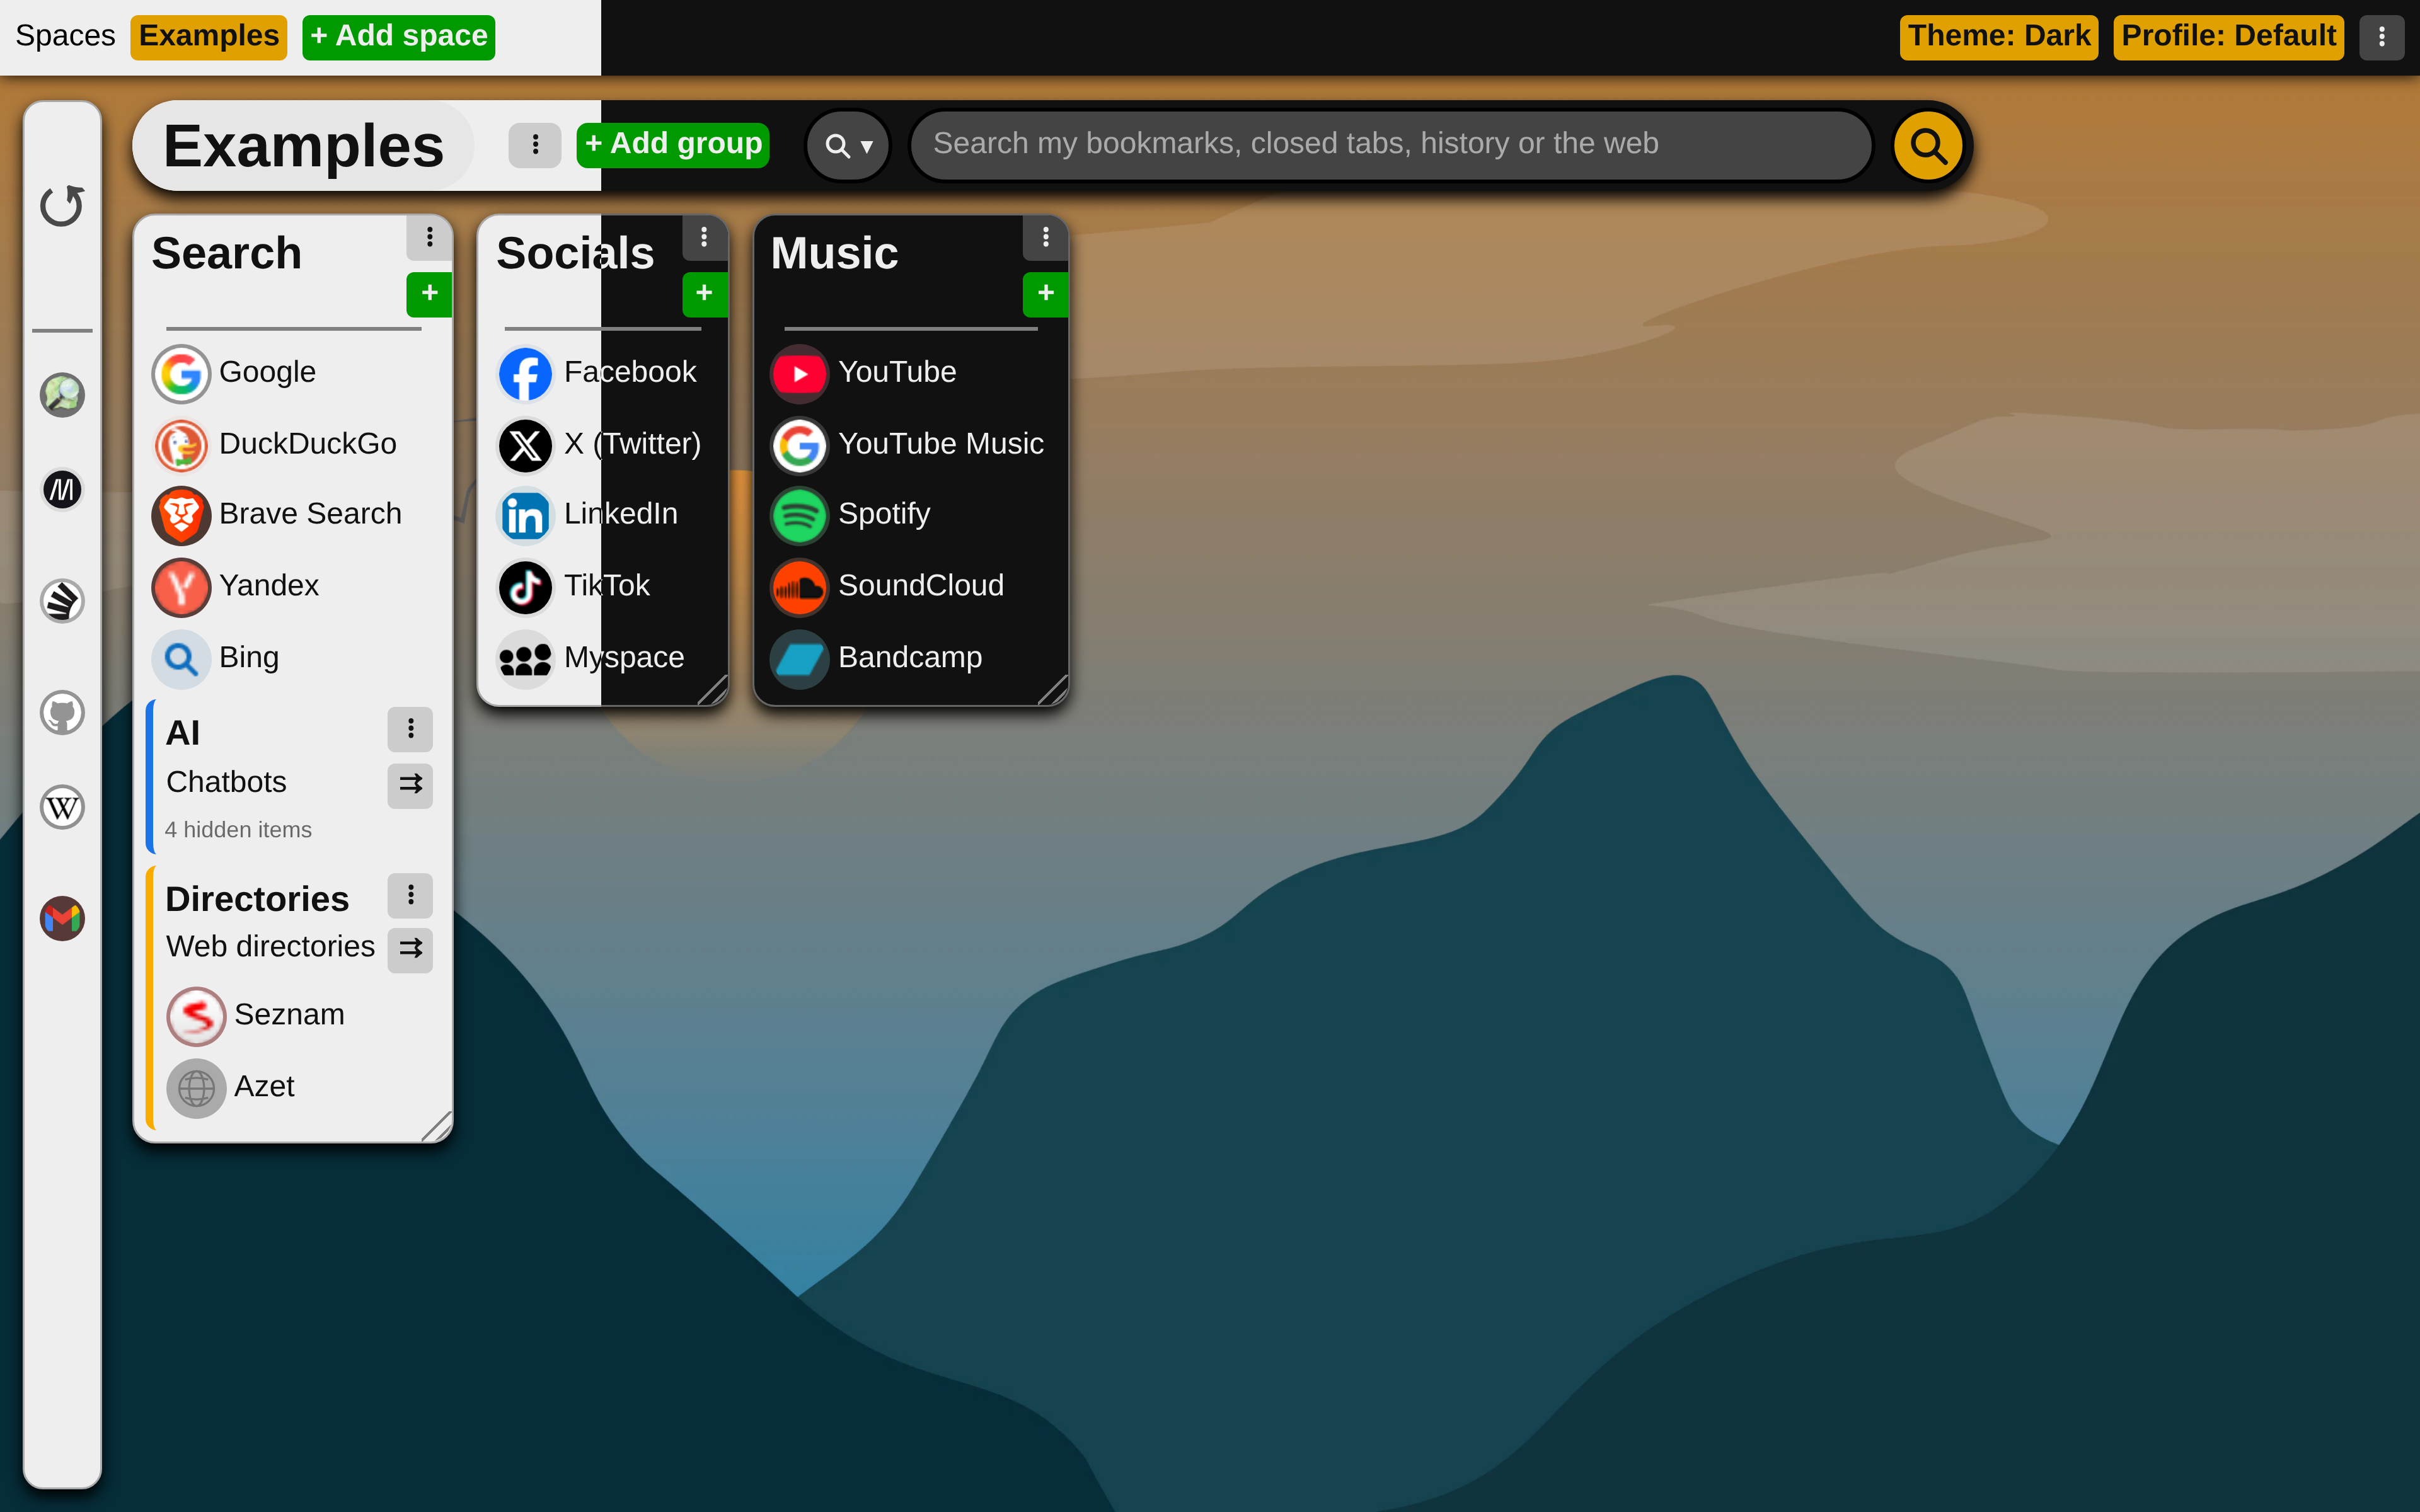 Spaces Examples + Add space Theme: Dark Profile: Default
Examples + Add group Search my bookmarks, closed tabs, history or the web
Search
+
Google
DuckDuckGo
Brave Search
Yandex
Bing
AI
Chatbots
4 hidden items
Directories
Web directories
Seznam
Azet
Socials
+
Facebook
X (Twitter)
LinkedIn
TikTok
Myspace
Music
+
YouTube
YouTube Music
Spotify
SoundCloud
Bandcamp